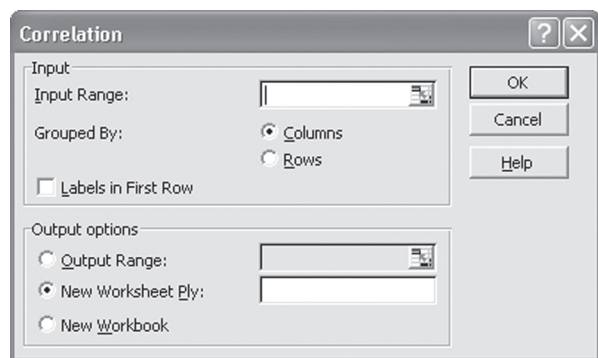 Correlation
Input
Input Range:
Grouped By:
Columns
Rows
Labels in First Row
OK
Cancel
Help
Output options
Output Range:
New Worksheet Ply:
New Workbook